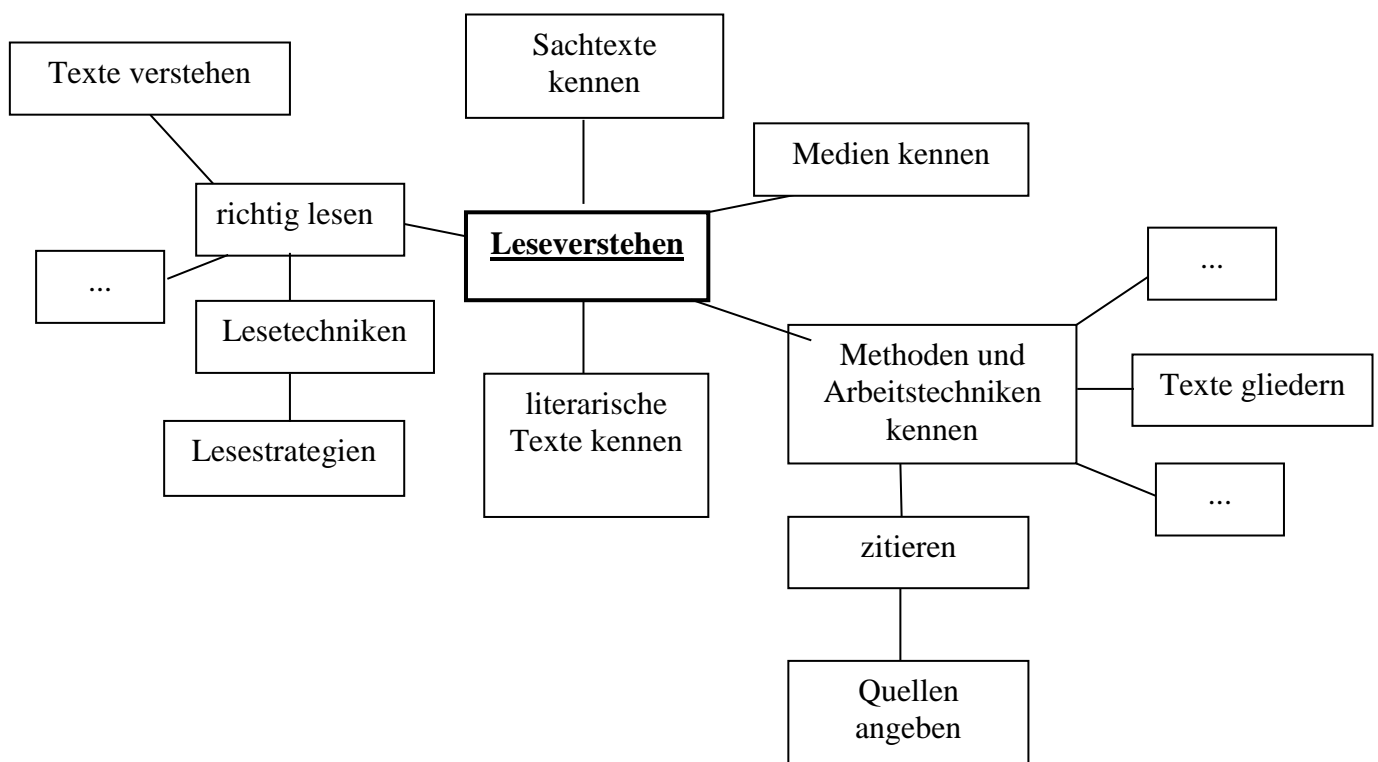 Sachtexte
kennen
Texte verstehen
Medien kennen
richtig lesen
Leseverstehen
...
...
Lesetechniken
Methoden und
Arbeitstechniken
kennen
Texte gliedern
literarische
Texte kennen
Lesestrategien
...
zitieren
Quellen
angeben